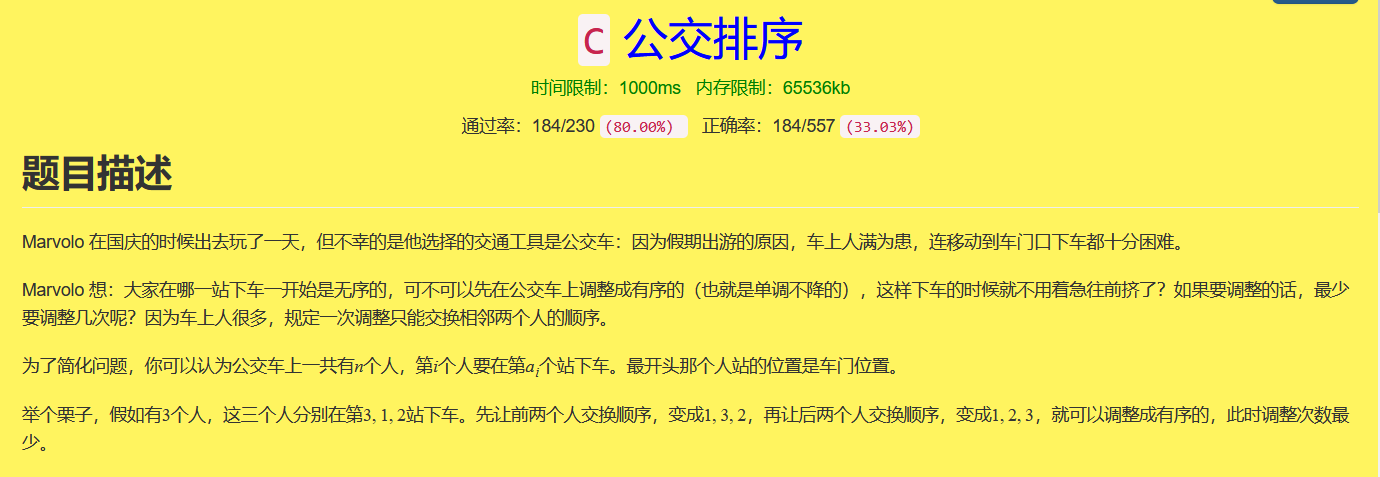 C 公交排序
时间限制：1000ms 内存限制：65536kb
通过率：184/230 (80.00%) 正确率：184/557 (33.03%)
题目描述
Marvolo 在国庆的时候出去玩了一天，但不幸的是他选择的交通工具是公交车：因为假期出游的原因，车上人满为患，连移动到车门口下车都十分困难。
Marvolo 想：大家在哪一站下车一开始是无序的，可不可以先在公交车上调整成有序的（也就是单调不降的），这样下车的时候就不用着急往前挤了？如果要调整的话，最少
要调整几次呢？因为车上人很多，规定一次调整只能交换相邻两个人的顺序。
为了简化问题，你可以认为公交车上一共有n个人，第i个人要在第aᵢ个站下车。最开头那个人站的位置是车门位置。
举个栗子，假如有3个人，这三个人分别在第3, 1, 2站下车。先让前两个人交换顺序，变成1, 3, 2，再让后两个人交换顺序，变成1, 2, 3，就可以调整成有序的，此时调整次数最
少。